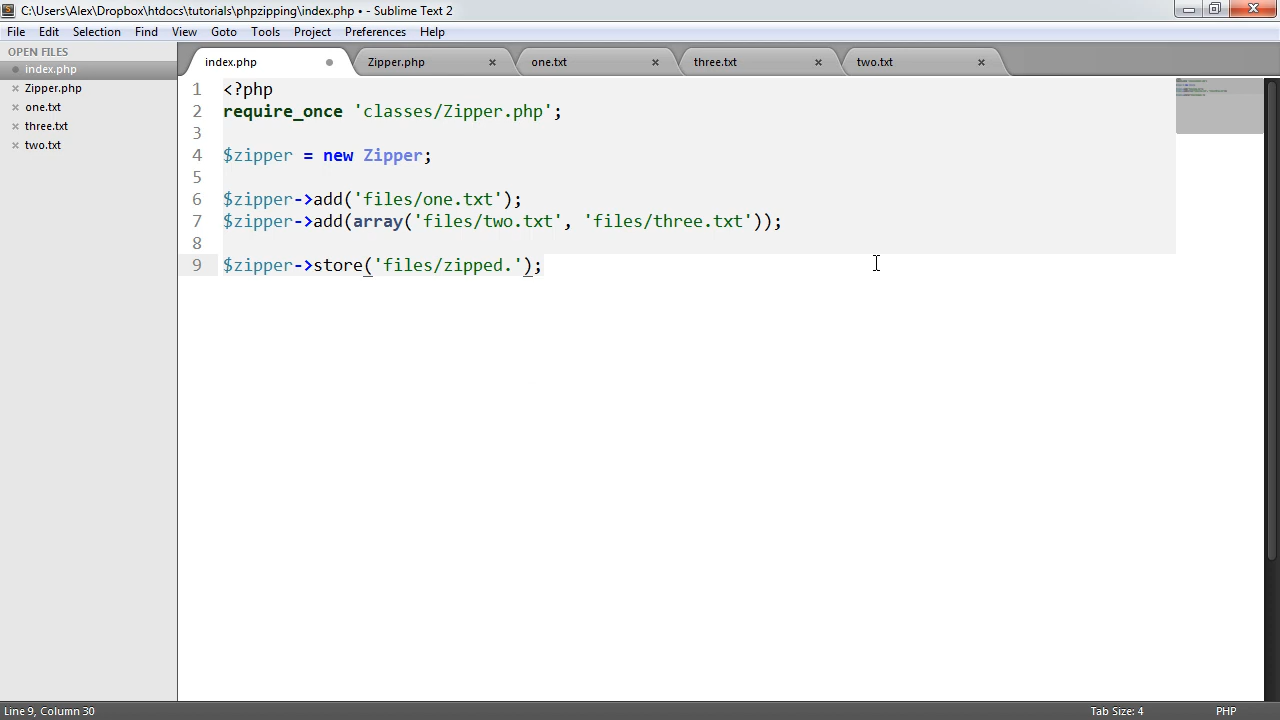 C:\Users\Alex\Dropbox\htdocs\tutorials\phpzipping\index.php • - Sublime Text 2
File Edit Selection Find View Goto Tools Project Preferences Help
OPEN FILES
index.php
Zipper.php
one.txt
three.txt
two.txt
index.php Zipper.php one.txt three.txt two.txt
1 <?php
2 require_once 'classes/Zipper.php';
3
4 $zipper = new Zipper;
5
6 $zipper->add('files/one.txt');
7 $zipper->add(array('files/two.txt', 'files/three.txt'));
8
9 $zipper->store('files/zipped.');
Line 9, Column 30 Tab Size: 4 PHP